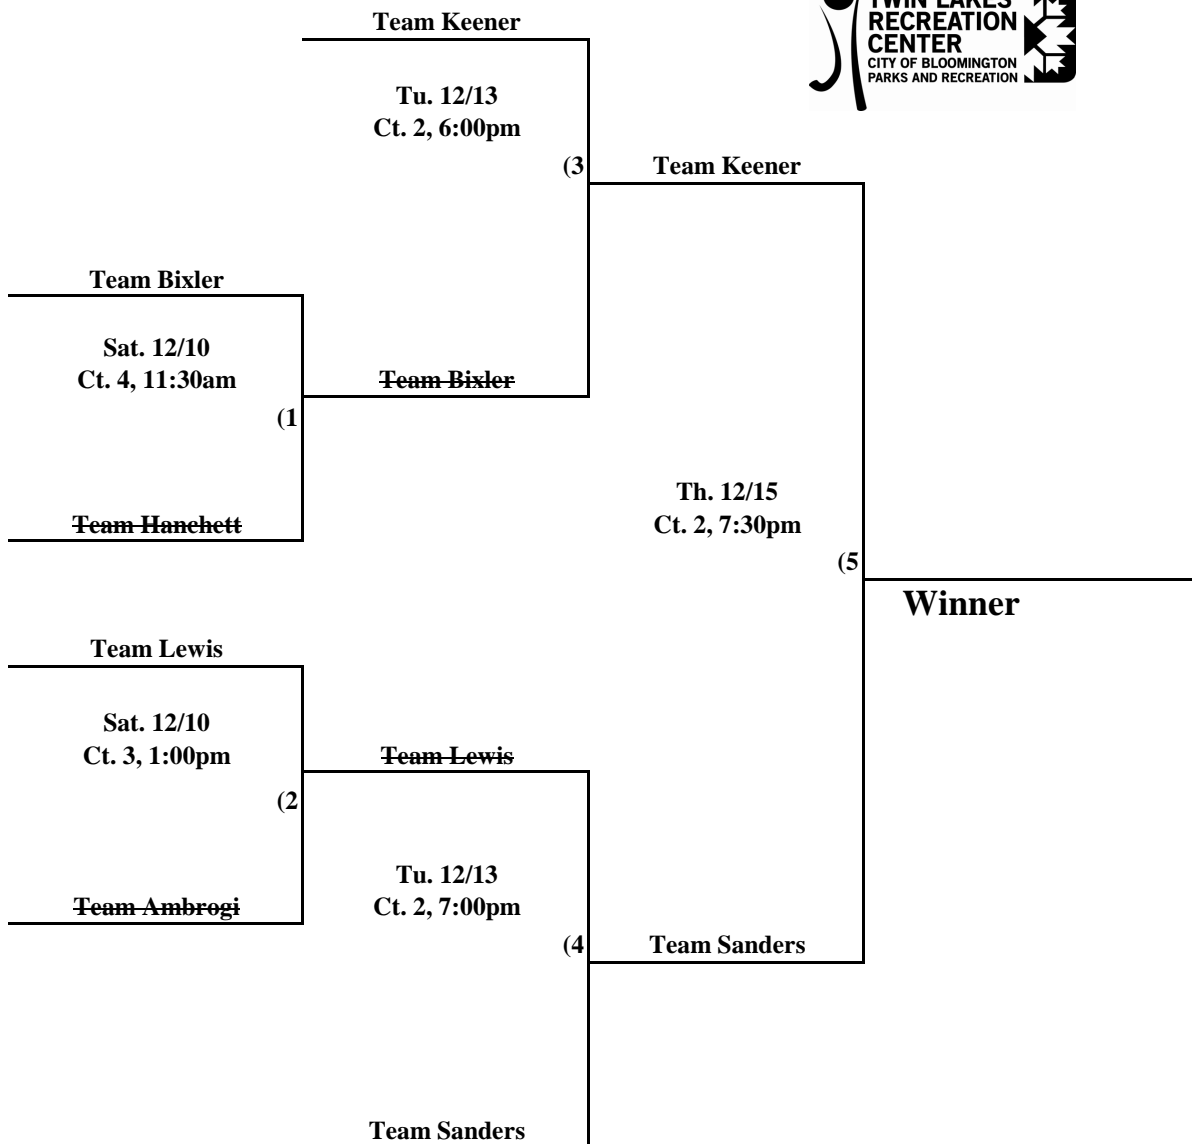 TWIN LAKES
RECREATION
CENTER
CITY OF BLOOMINGTON
PARKS AND RECREATION
Team Keener
Tu. 12/13
Ct. 2, 6:00pm
(3
Team Keener
Team Bixler
Sat. 12/10
Ct. 4, 11:30am
(1
Team Bixler
Team Hanchett
Th. 12/15
Ct. 2, 7:30pm
(5
Winner
Team Lewis
Sat. 12/10
Ct. 3, 1:00pm
(2
Team Lewis
Team Ambrogi
Tu. 12/13
Ct. 2, 7:00pm
(4
Team Sanders
Team Sanders